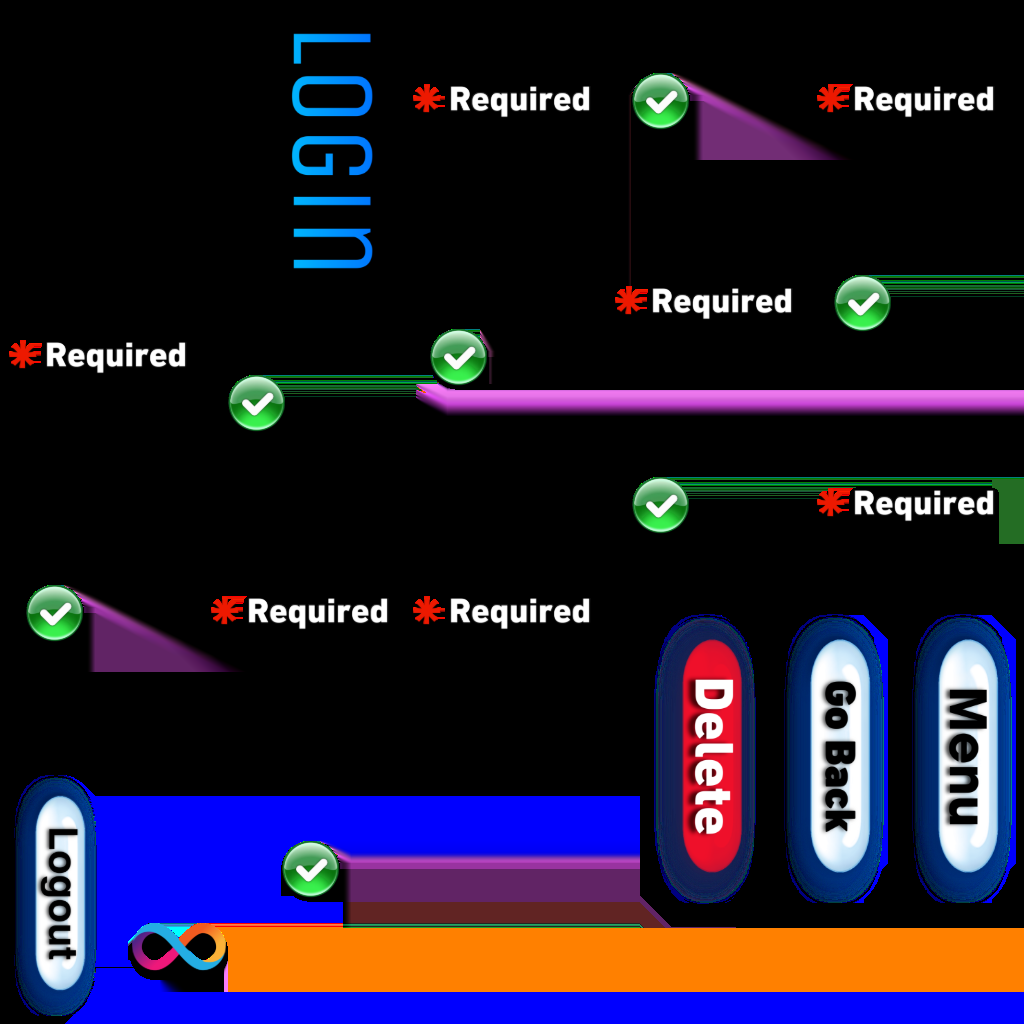 LOGIN
Required
Required
Required
Required
Required
Required
Required
Delete
Go Back
Menu
Logout